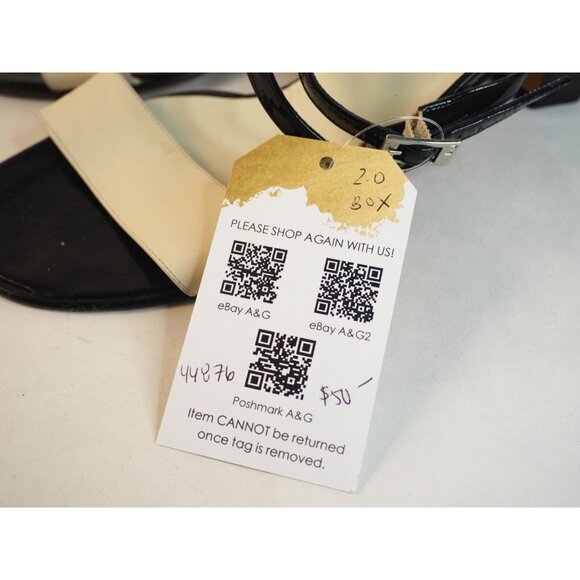 2.0
BOX
PLEASE SHOP AGAIN WITH US!
eBay A&G
eBay A&G2
44876
$50-
Poshmark A&G
Item CANNOT be returned
once tag is removed.